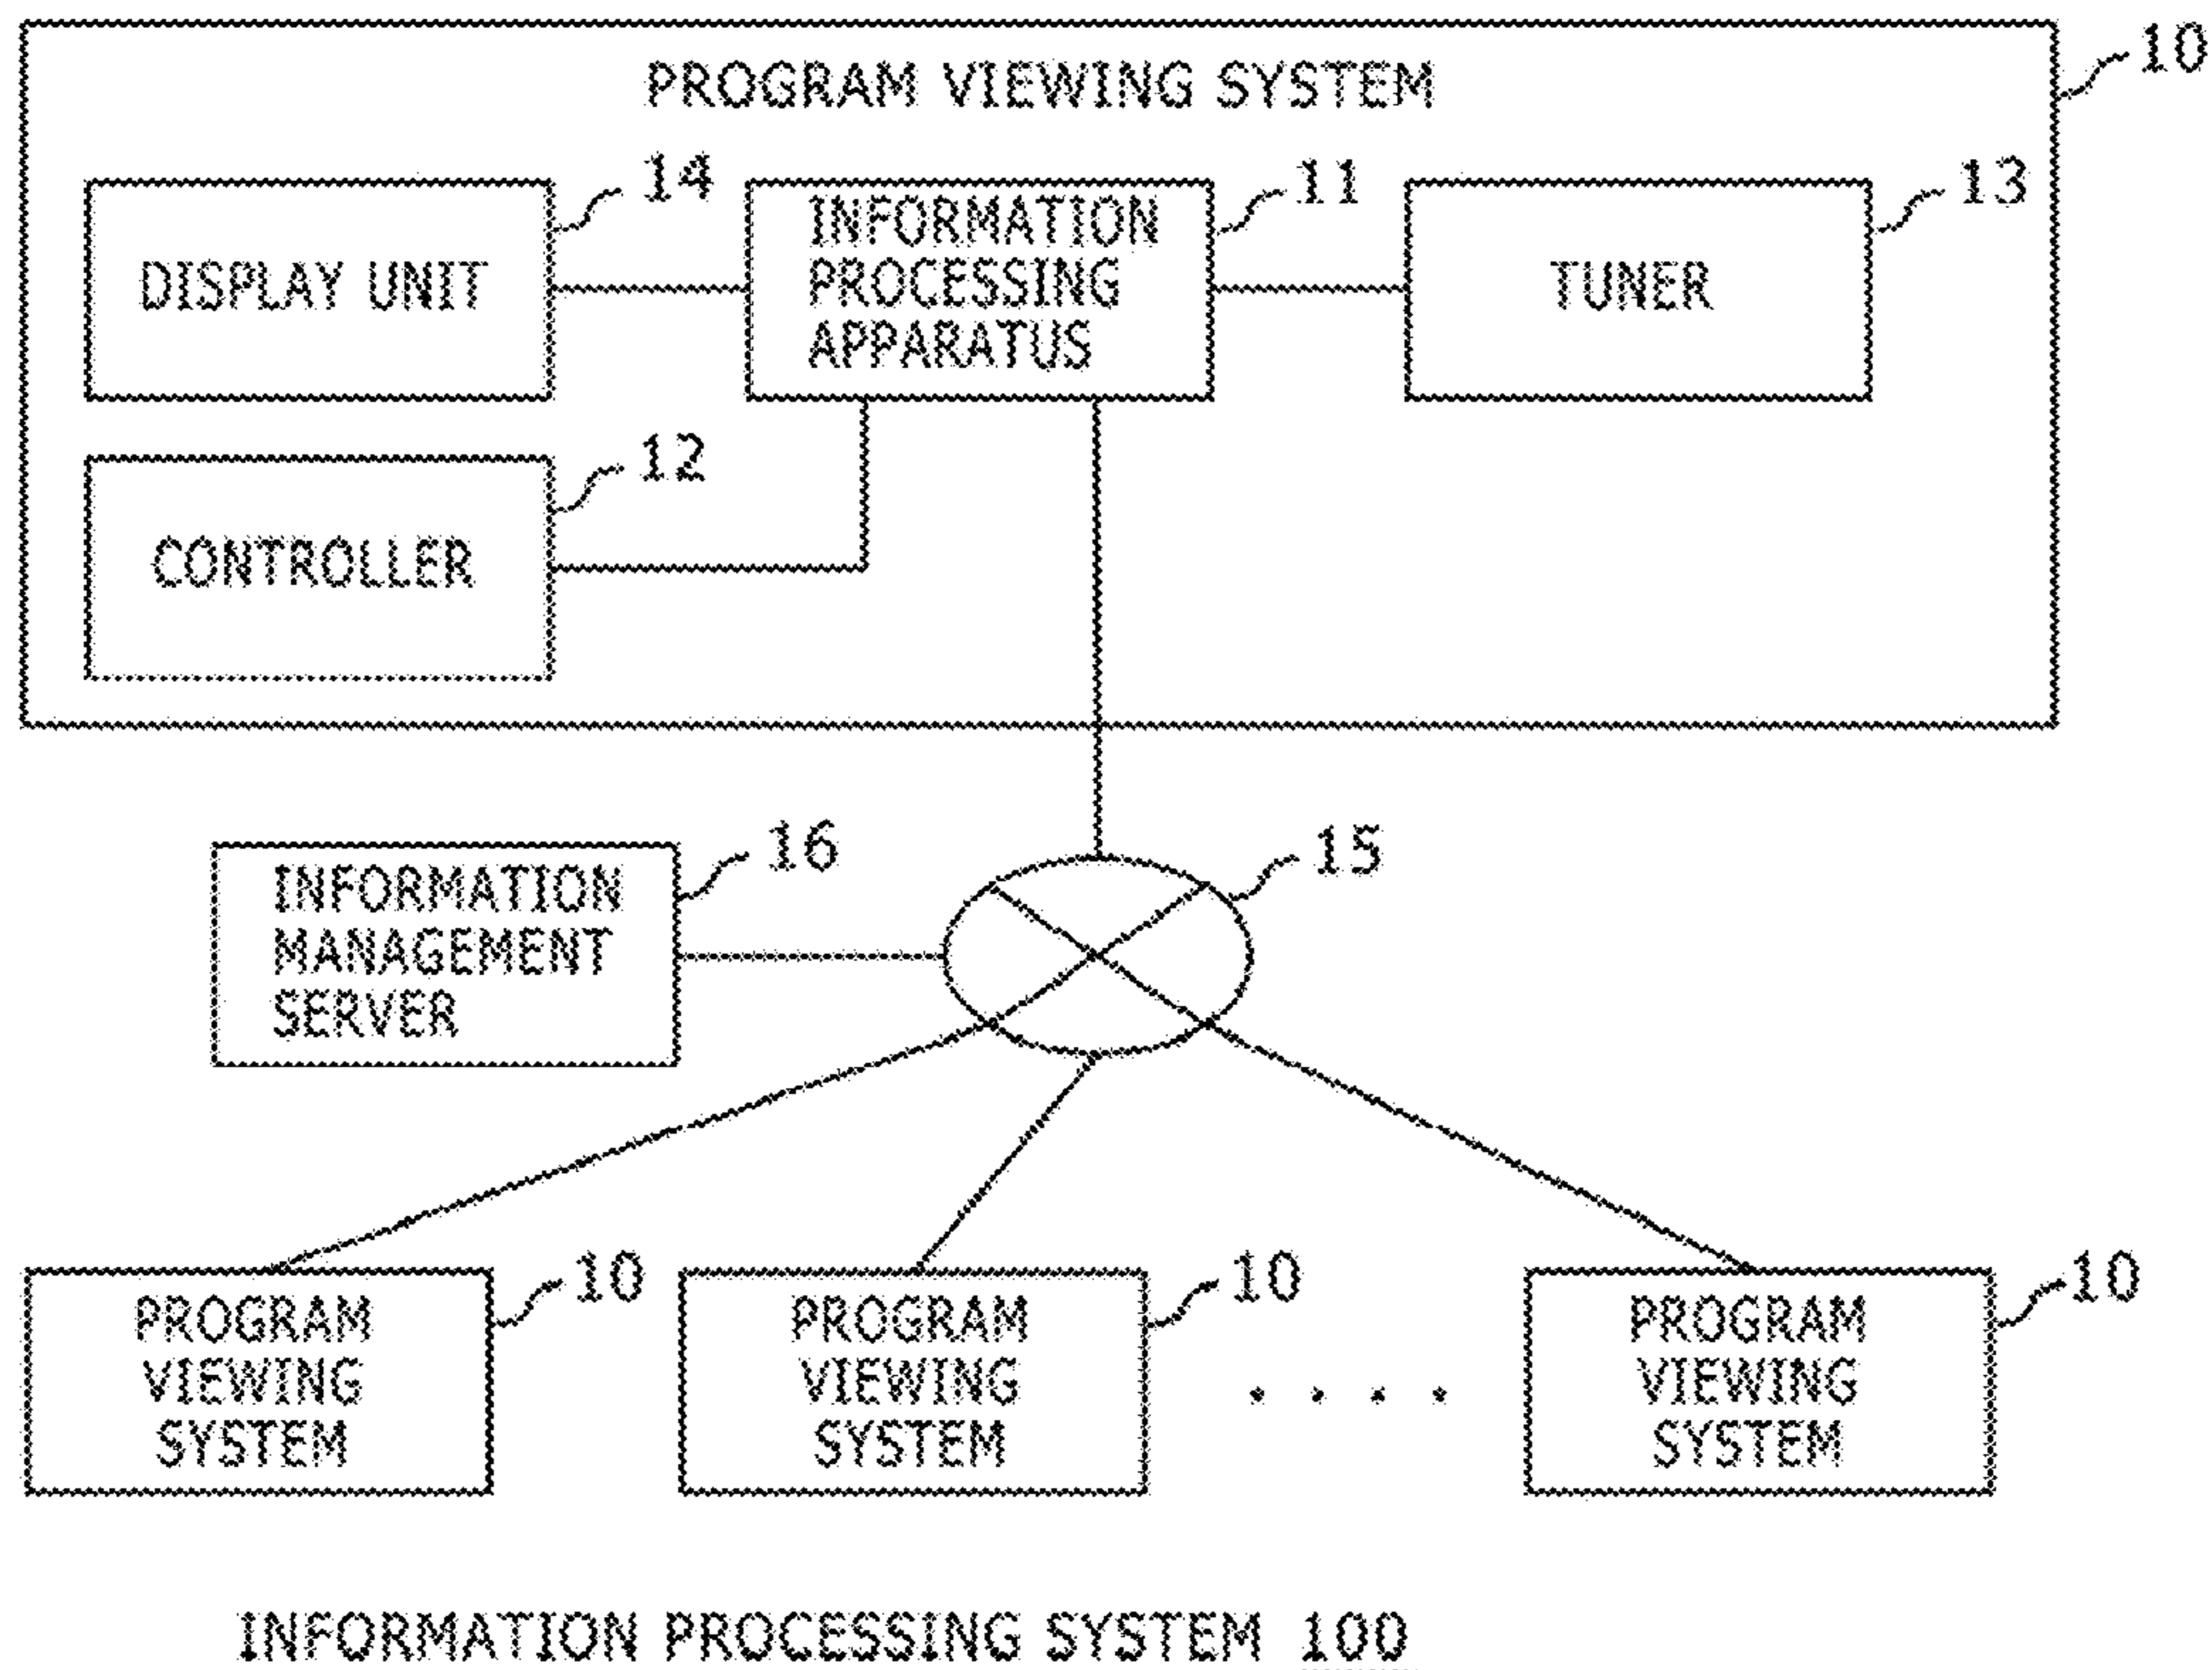 10
PROGRAM VIEWING SYSTEM
14
11
13
DISPLAY UNIT
INFORMATION
PROCESSING
APPARATUS
TUNER
12
CONTROLLER
16
15
INFORMATION
MANAGEMENT
SERVER
10
10
10
PROGRAM
VIEWING
SYSTEM
PROGRAM
VIEWING
SYSTEM
. . . .
PROGRAM
VIEWING
SYSTEM
INFORMATION PROCESSING SYSTEM 100